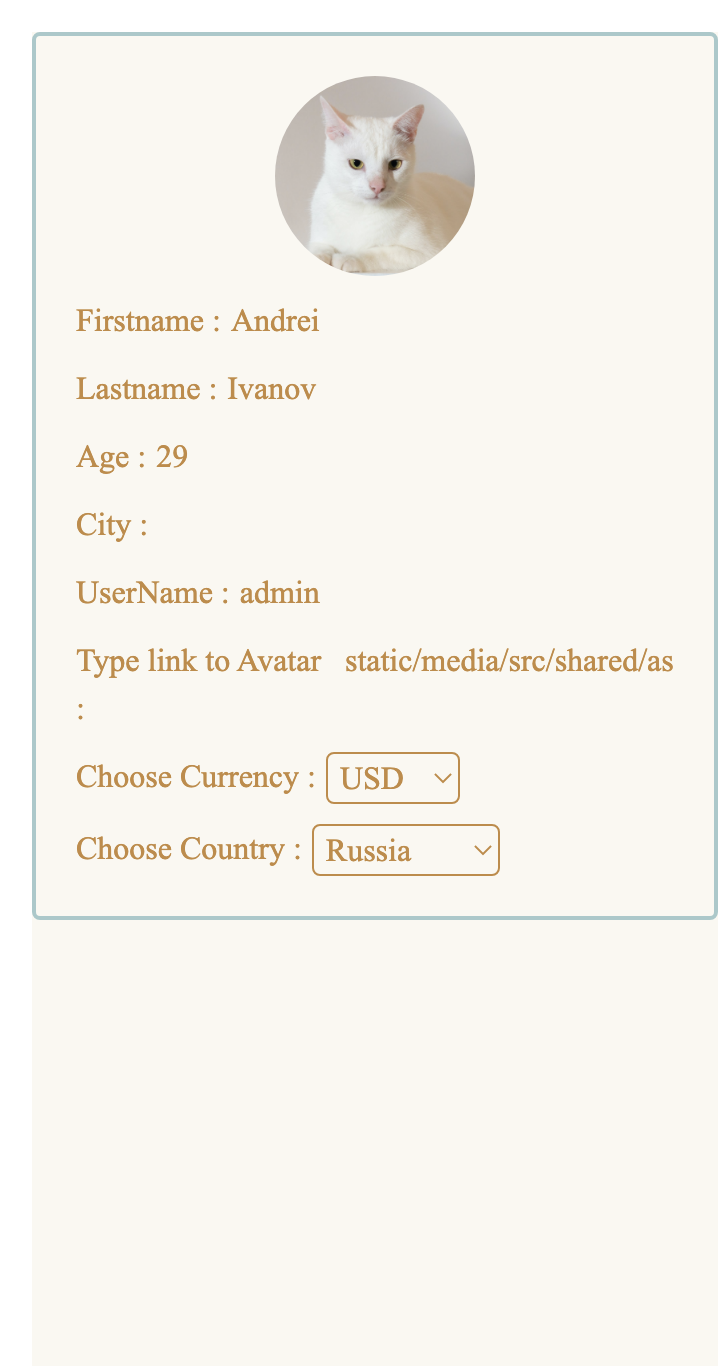 Firstname : Andrei
Lastname : Ivanov
Age : 29
City :
UserName : admin
Type link to Avatar static/media/src/shared/as
:
Choose Currency : USD
Choose Country : Russia